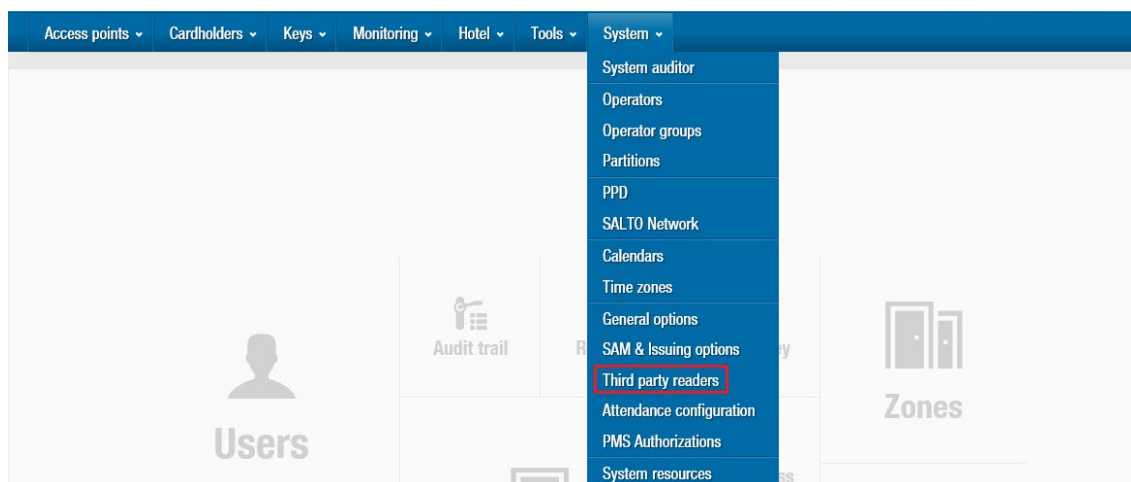 Access points Cardholders Keys Monitoring Hotel Tools System
System auditor
Operators
Operator groups
Partitions
PPD
SALTO Network
Calendars
Time zones
General options
SAM & Issuing options
Third party readers
Attendance configuration
PMS Authorizations
System resources
Audit trail
Users
Zones